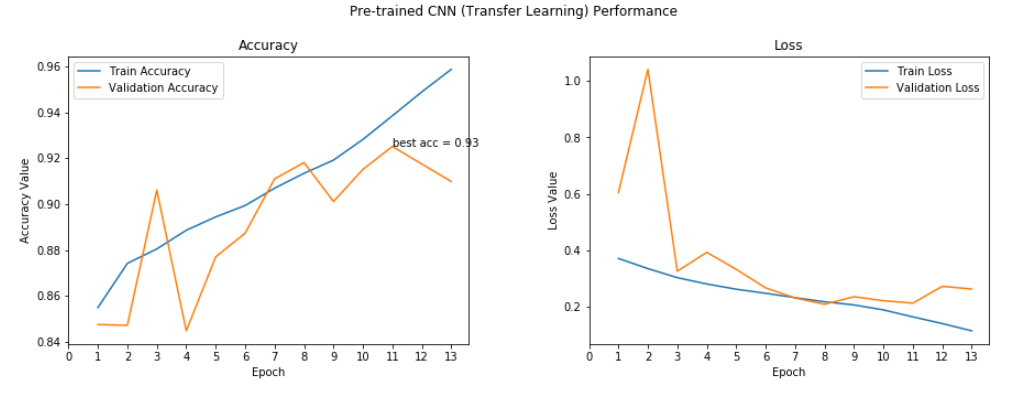 Pre-trained CNN (Transfer Learning) Performance
Accuracy
Train Accuracy
Validation Accuracy
best acc = 0.93
Accuracy Value
0.96
0.94
0.92
0.90
0.88
0.86
0.84
0 1 2 3 4 5 6 7 8 9 10 11 12 13
Epoch
Loss
Train Loss
Validation Loss
Loss Value
1.0
0.8
0.6
0.4
0.2
0 1 2 3 4 5 6 7 8 9 10 11 12 13
Epoch